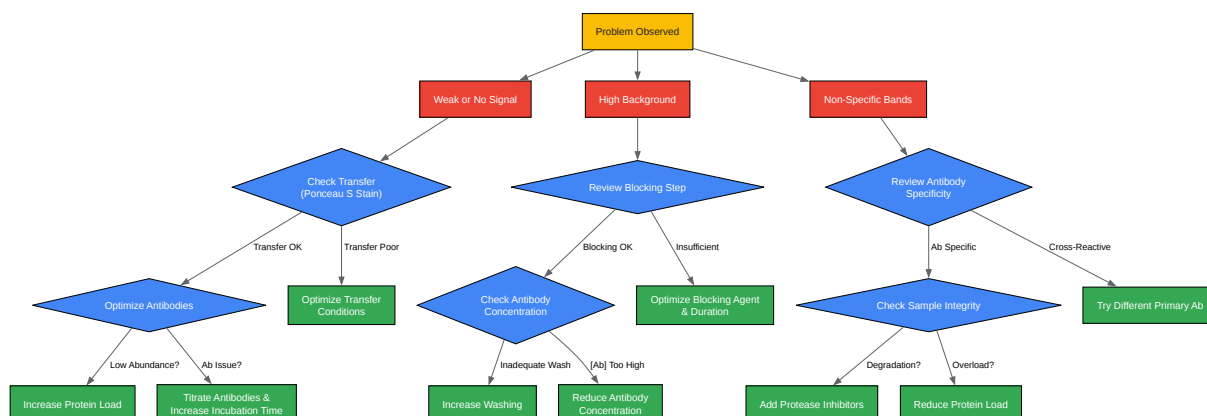 Problem Observed
Weak or No Signal
High Background
Non-Specific Bands
Check Transfer
(Ponceau S Stain)
Review Blocking Step
Review Antibody
Specificity
Transfer OK
Transfer Poor
Blocking OK
Insufficient
Ab Specific
Cross-Reactive
Optimize Antibodies
Optimize Transfer
Conditions
Check Antibody
Concentration
Optimize Blocking Agent
& Duration
Check Sample Integrity
Try Different Primary Ab
Low Abundance?
Ab Issue?
Inadequate Wash
[Ab] Too High
Degradation?
Overload?
Increase Protein Load
Titrate Antibodies &
Increase Incubation Time
Increase Washing
Reduce Antibody
Concentration
Add Protease Inhibitors
Reduce Protein Load